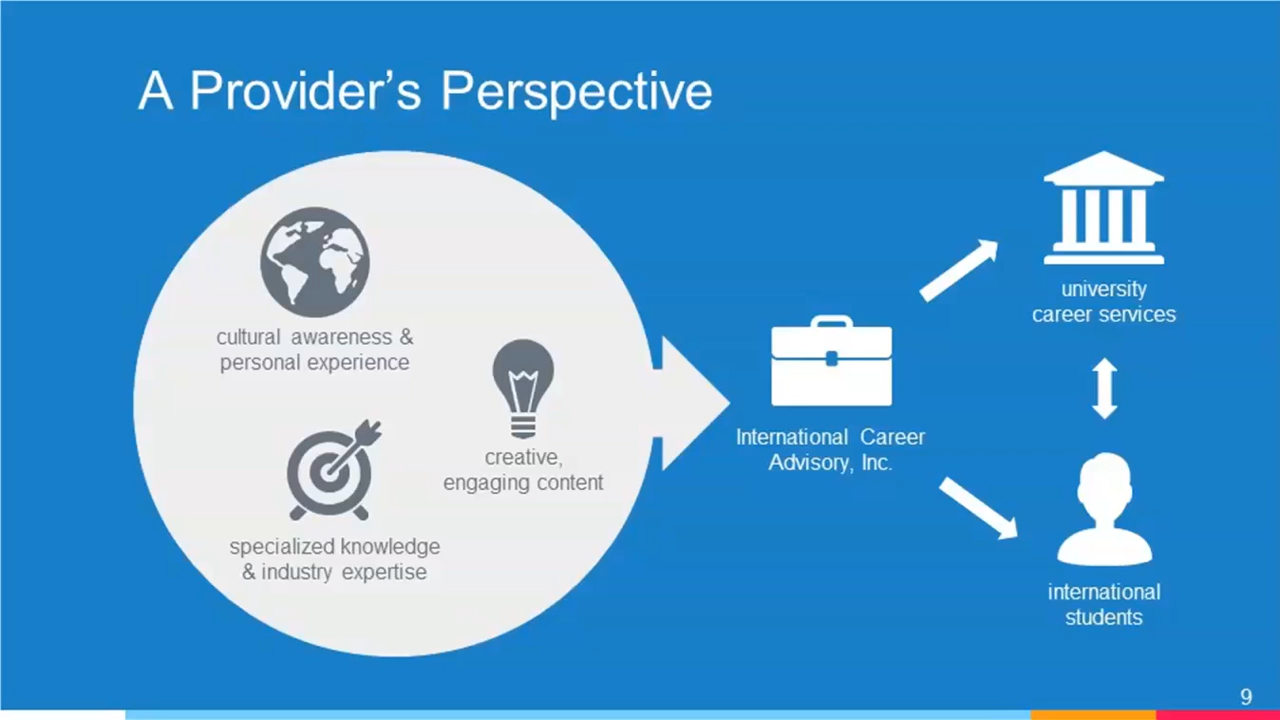 A Provider's Perspective
cultural awareness &
personal experience
creative,
engaging content
specialized knowledge
& industry expertise
International Career
Advisory, Inc.
university
career services
international
students
9